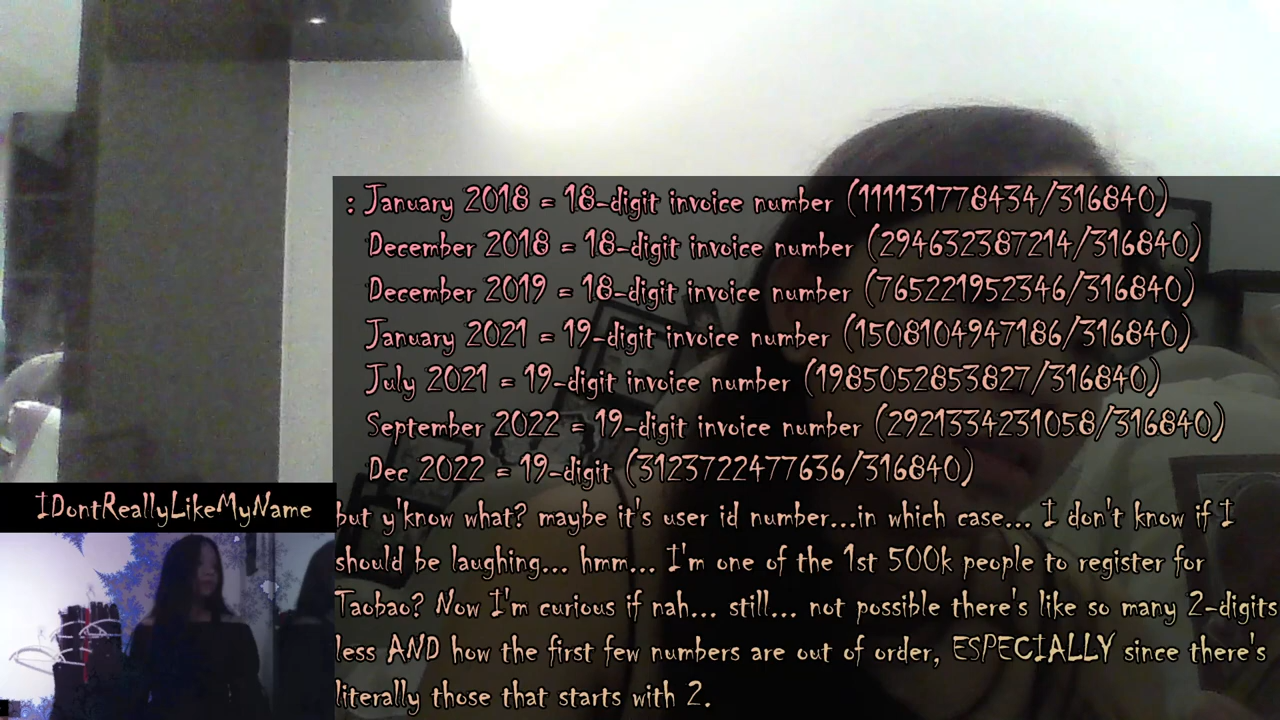 : January 2018 = 18-digit invoice number (111131778434/316840)
December 2018 = 18-digit invoice number (294632387214/316840)
December 2019 = 18-digit invoice number (765221952346/316840)
January 2021 = 19-digit invoice number (1508104947186/316840)
July 2021 = 19-digit invoice number (1985052853827/316840)
September 2022 = 19-digit invoice number (2921334231058/316840)
Dec 2022 = 19-digit (3123722477636/316840)
IDontReallyLikeMyName
but y'know what? maybe it's user id number...in which case... I don't know if I
should be laughing... hmm... I'm one of the 1st 500k people to register for
Taobao? Now I'm curious if nah... still... not possible there's like so many 2-digits
less AND how the first few numbers are out of order, ESPECIALLY since there's
literally those that starts with 2.